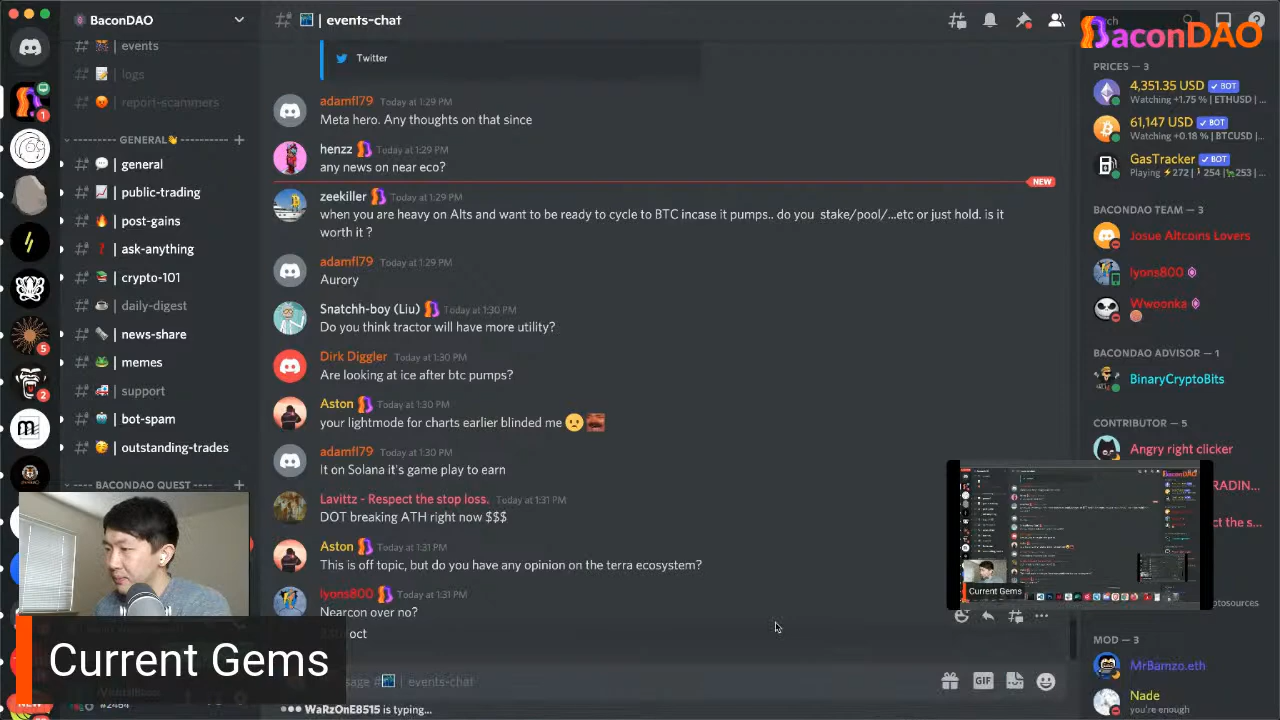 BaconDAO
| events-chat
BaconDAO
| events
| logs
| report-scammers
GENERAL👋
| general
| public-trading
| post-gains
| ask-anything
| crypto-101
| daily-digest
| news-share
| memes
| support
| bot-spam
| outstanding-trades
BACONDAO QUEST
Twitter
adamfl79 Today at 1:29 PM
Meta hero. Any thoughts on that since
henzz Today at 1:29 PM
any news on near eco?
NEW
zeekiller Today at 1:29 PM
when you are heavy on Alts and want to be ready to cycle to BTC incase it pumps.. do you stake/pool/...etc or just hold. is it
worth it ?
adamfl79 Today at 1:29 PM
Aurory
Snatchh-boy (Liu) Today at 1:30 PM
Do you think tractor will have more utility?
Dirk Diggler Today at 1:30 PM
Are looking at ice after btc pumps?
Aston Today at 1:30 PM
your lightmode for charts earlier blinded me
adamfl79 Today at 1:30 PM
It on Solana it's game play to earn
Lavittz - Respect the stop loss. Today at 1:31 PM
DOT breaking ATH right now $$$
Aston Today at 1:31 PM
This is off topic, but do you have any opinion on the terra ecosystem?
lyons800 Today at 1:31 PM
Nearcon over no?
oct
| events-chat
GIF
WaRzOnE8515 is typing...
PRICES — 3
4,351.35 USD BOT
Watching +1.75 % | ETHUSD | ...
61,147 USD BOT
Watching +0.18 % | BTCUSD | ...
GasTracker BOT
Playing ⚡272 | 🚶254 | 🐢253 | ...
BACONDAO TEAM — 3
Josue Altcoins Lovers
lyons800
Wwoonka
BACONDAO ADVISOR — 1
BinaryCryptoBits
CONTRIBUTOR — 5
Angry right clicker
MOD — 3
MrBamzo.eth
Nade
you're enough
Current Gems
Current Gems